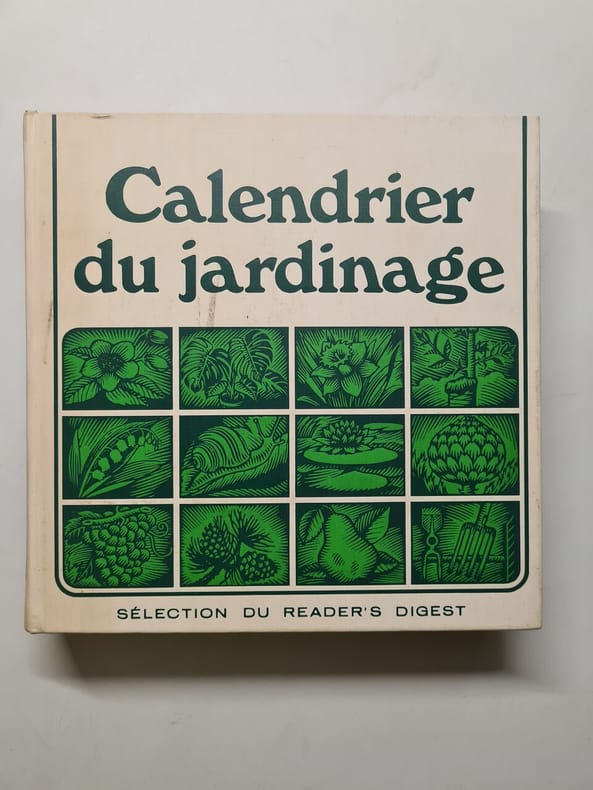 Calendrier
du jardinage
SÉLECTION DU READER'S DIGEST